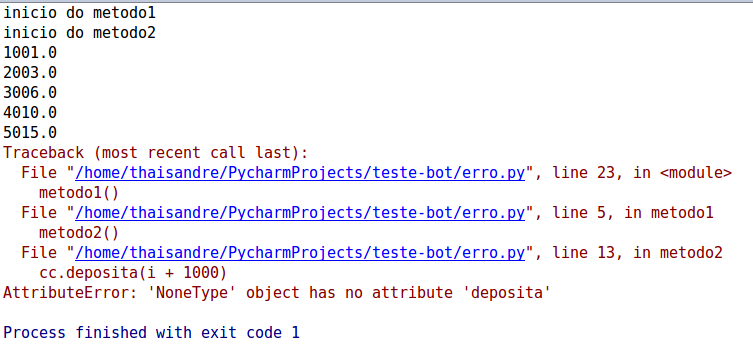 inicio do metodo1
inicio do metodo2
1001.0
2003.0
3006.0
4010.0
5015.0
Traceback (most recent call last):
  File "/home/thaisandre/PycharmProjects/teste-bot/erro.py", line 23, in <module>
    metodo1()
  File "/home/thaisandre/PycharmProjects/teste-bot/erro.py", line 5, in metodo1
    metodo2()
  File "/home/thaisandre/PycharmProjects/teste-bot/erro.py", line 13, in metodo2
    cc.deposita(i + 1000)
AttributeError: 'NoneType' object has no attribute 'deposita'

Process finished with exit code 1